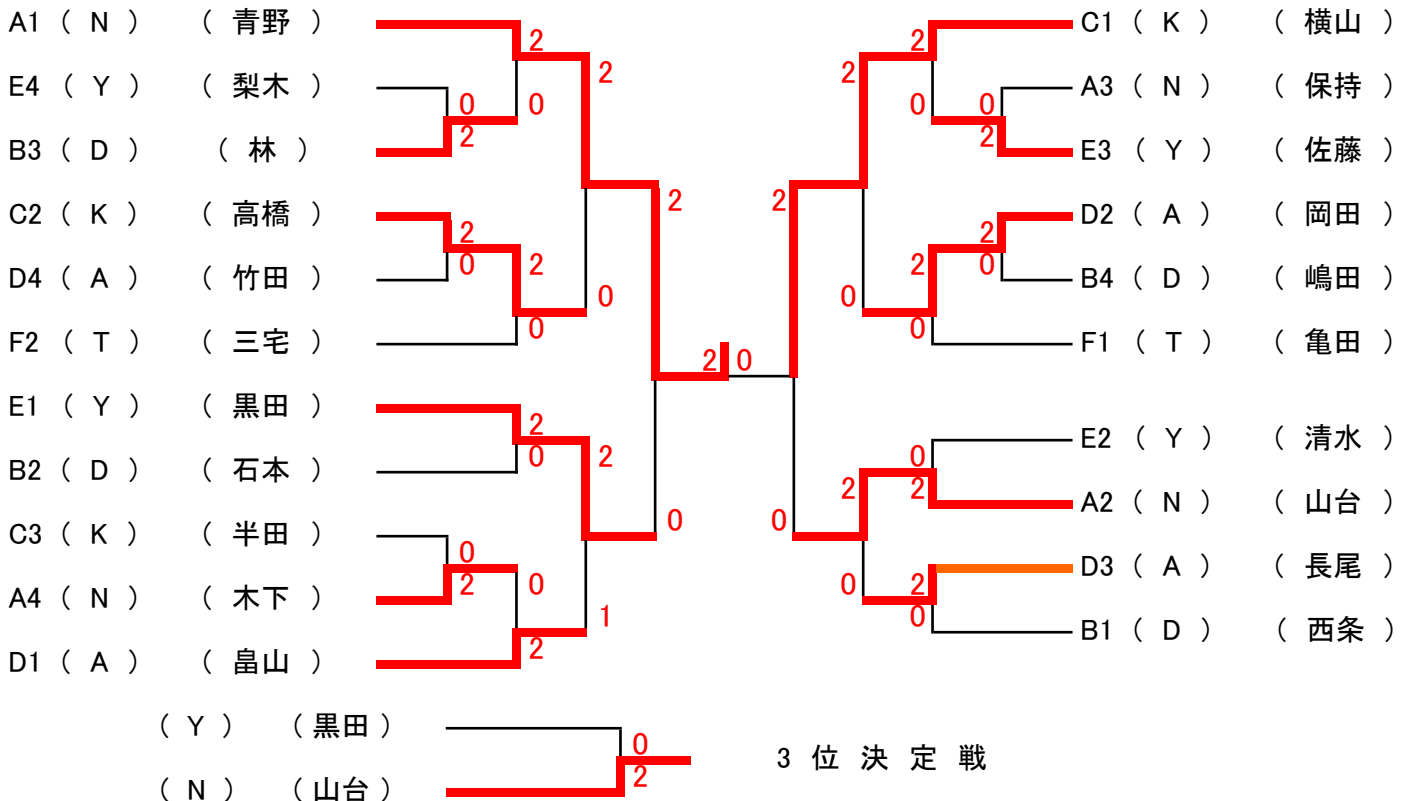 A1 ( N ) ( 青野 )
E4 ( Y ) ( 梨木 )
B3 ( D ) ( 林 )
C2 ( K ) ( 高橋 )
D4 ( A ) ( 竹田 )
F2 ( T ) ( 三宅 )
E1 ( Y ) ( 黒田 )
B2 ( D ) ( 石本 )
C3 ( K ) ( 半田 )
A4 ( N ) ( 木下 )
D1 ( A ) ( 畠山 )
2
2
0
0
2
2
2
0
2
0
0
2
2
0
0
0
2
0
1
2
2 0
C1 ( K ) ( 横山 )
A3 ( N ) ( 保持 )
E3 ( Y ) ( 佐藤 )
D2 ( A ) ( 岡田 )
B4 ( D ) ( 嶋田 )
F1 ( T ) ( 亀田 )
E2 ( Y ) ( 清水 )
A2 ( N ) ( 山台 )
D3 ( A ) ( 長尾 )
B1 ( D ) ( 西条 )
2
2
0
0
2
2
2
2
0
0
0
0
2
2
0
0
2
0
( Y ) ( 黒田 )
( N ) ( 山台 )
0
2
3 位 決 定 戦